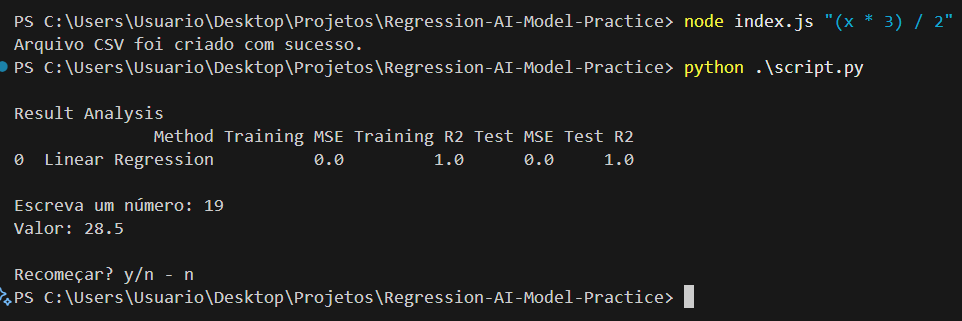 PS C:\Users\Usuario\Desktop\Projetos\Regression-AI-Model-Practice> node index.js "(x * 3) / 2"
Arquivo CSV foi criado com sucesso.
PS C:\Users\Usuario\Desktop\Projetos\Regression-AI-Model-Practice> python .\script.py
Result Analysis
Method Training MSE Training R2 Test MSE Test R2
0 Linear Regression 0.0 1.0 0.0 1.0
Escreva um número: 19
Valor: 28.5
Recomeçar? y/n - n
PS C:\Users\Usuario\Desktop\Projetos\Regression-AI-Model-Practice>